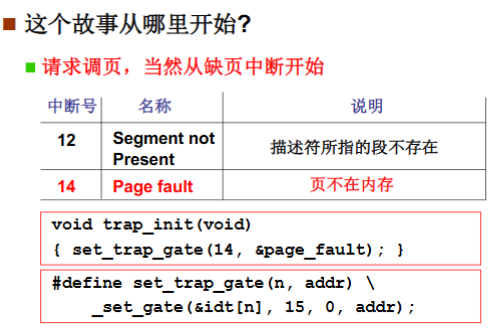 这个故事从哪里开始?
请求调页，当然从缺页中断开始
中断号 名称 说明
12 Segment not Present 描述符所指的段不存在
14 Page fault 页不在内存
void trap_init(void)
{ set_trap_gate(14, &page_fault); }
#define set_trap_gate(n, addr) \
_set_gate(&idt[n], 15, 0, addr);